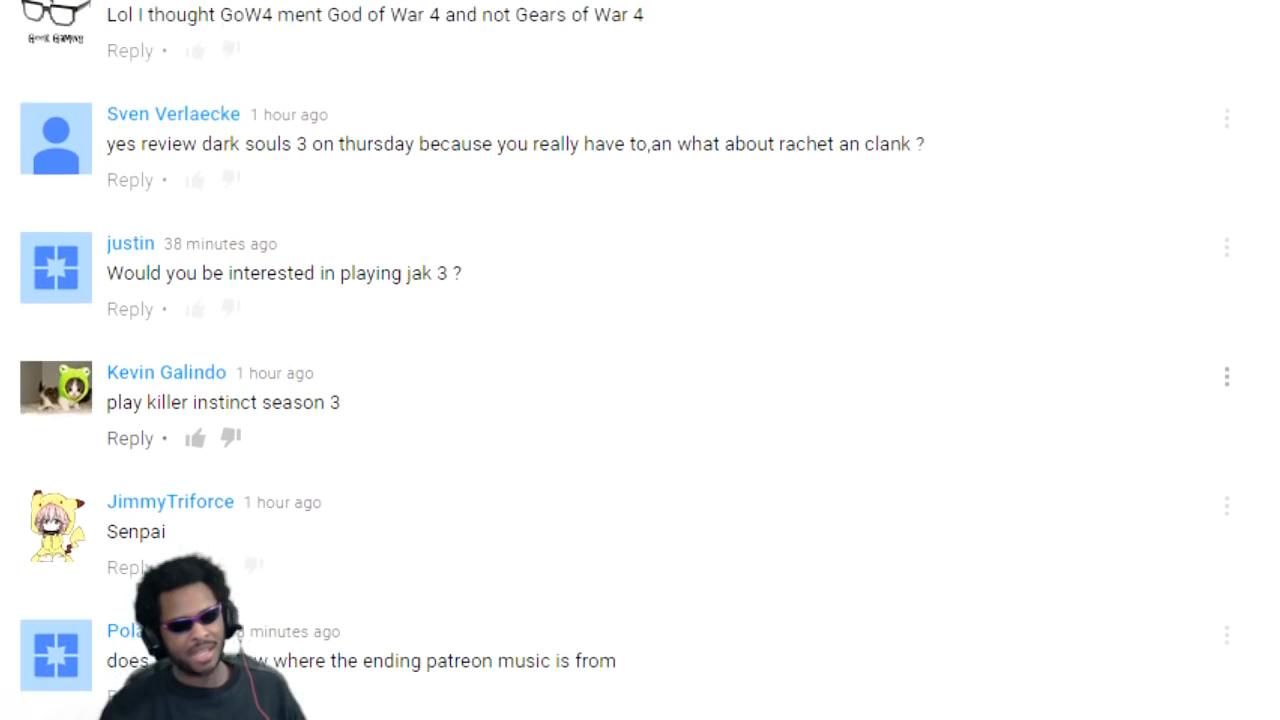 Geek Gaming
Lol I thought GoW4 ment God of War 4 and not Gears of War 4
Reply •
Sven Verlaecke 1 hour ago
yes review dark souls 3 on thursday because you really have to,an what about rachet an clank ?
Reply •
justin 38 minutes ago
Would you be interested in playing jak 3 ?
Reply •
Kevin Galindo 1 hour ago
play killer instinct season 3
Reply •
JimmyTriforce 1 hour ago
Senpai
minutes ago
does where the ending patreon music is from